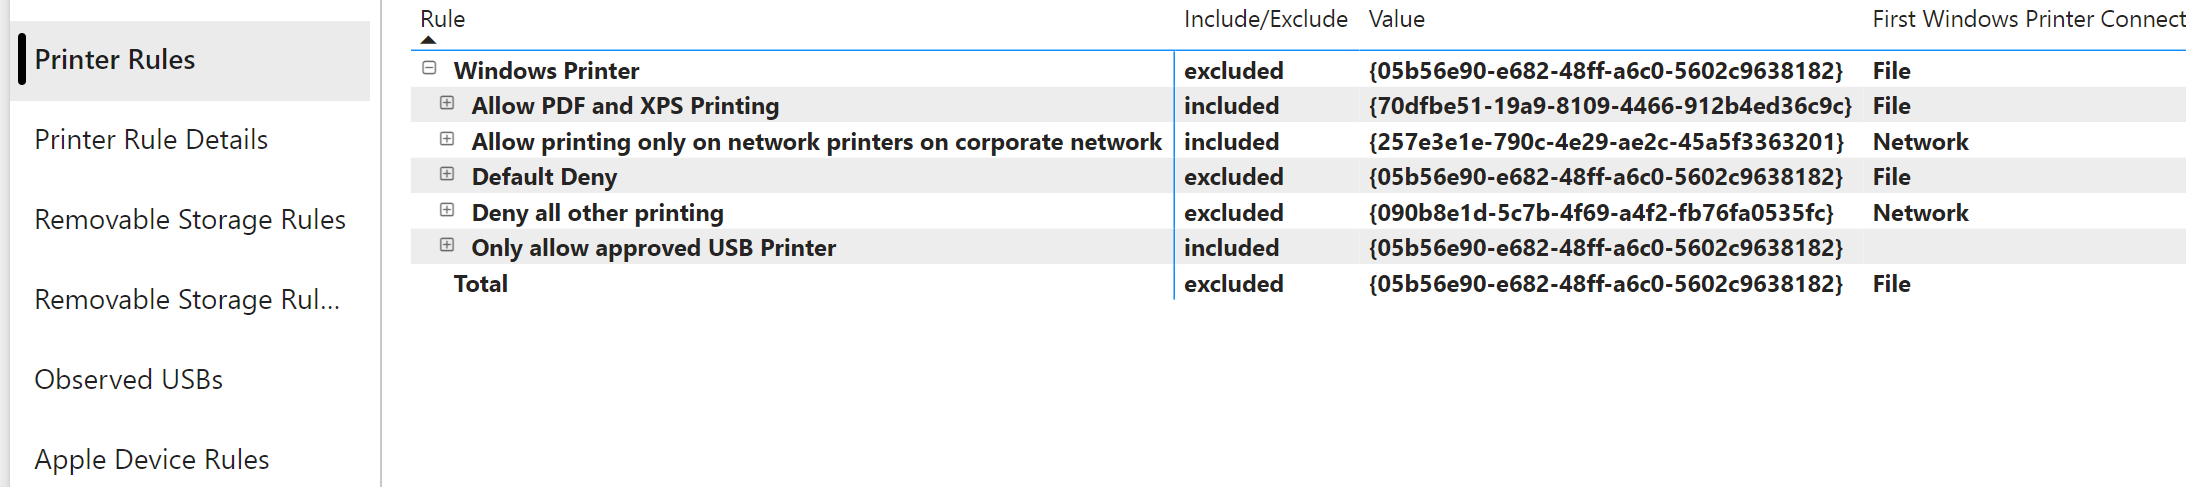 Printer Rules
Printer Rule Details
Removable Storage Rules
Removable Storage Rul...
Observed USBs
Apple Device Rules
Rule Include/Exclude Value First Windows Printer Connect
Windows Printer excluded {05b56e90-e682-48ff-a6c0-5602c9638182} File
Allow PDF and XPS Printing included {70dfbe51-19a9-8109-4466-912b4ed36c9c} File
Allow printing only on network printers on corporate network included {257e3e1e-790c-4e29-ae2c-45a5f3363201} Network
Default Deny excluded {05b56e90-e682-48ff-a6c0-5602c9638182} File
Deny all other printing excluded {090b8e1d-5c7b-4f69-a4f2-fb76fa0535fc} Network
Only allow approved USB Printer included {05b56e90-e682-48ff-a6c0-5602c9638182}
Total excluded {05b56e90-e682-48ff-a6c0-5602c9638182} File